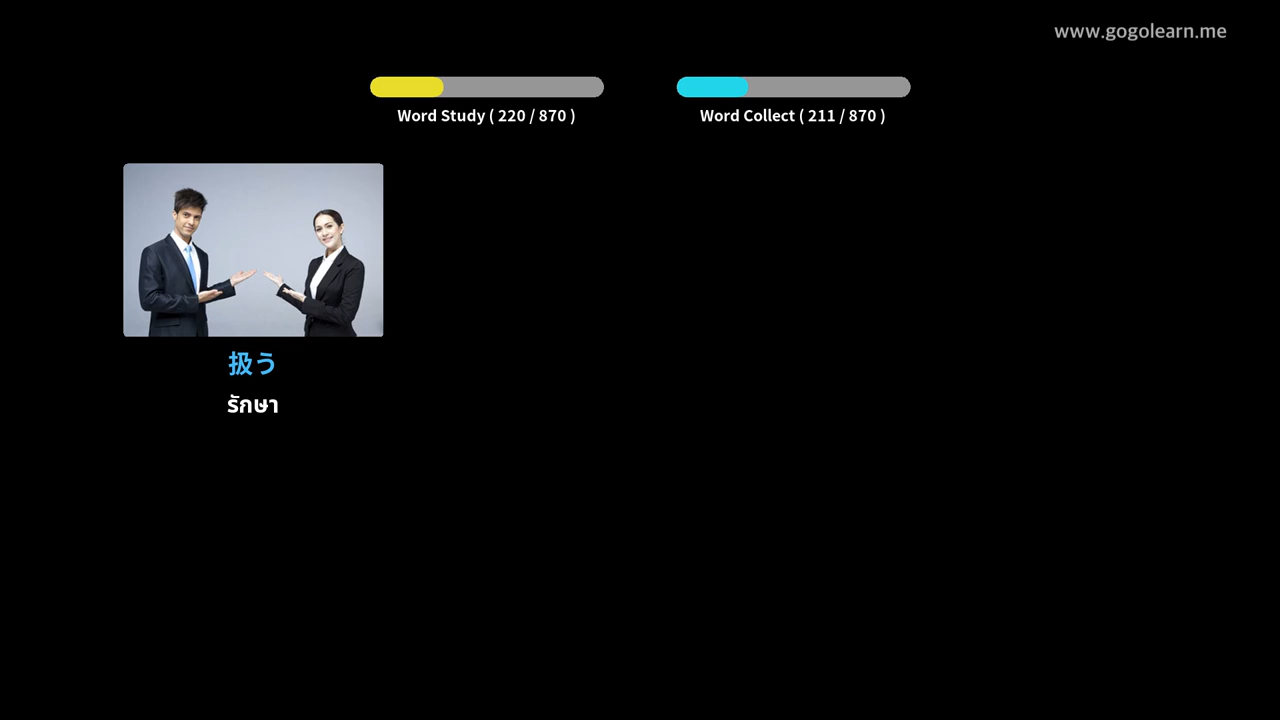 www.gogolearn.me
Word Study ( 220 / 870 )
Word Collect ( 211 / 870 )
扱う
รักษา